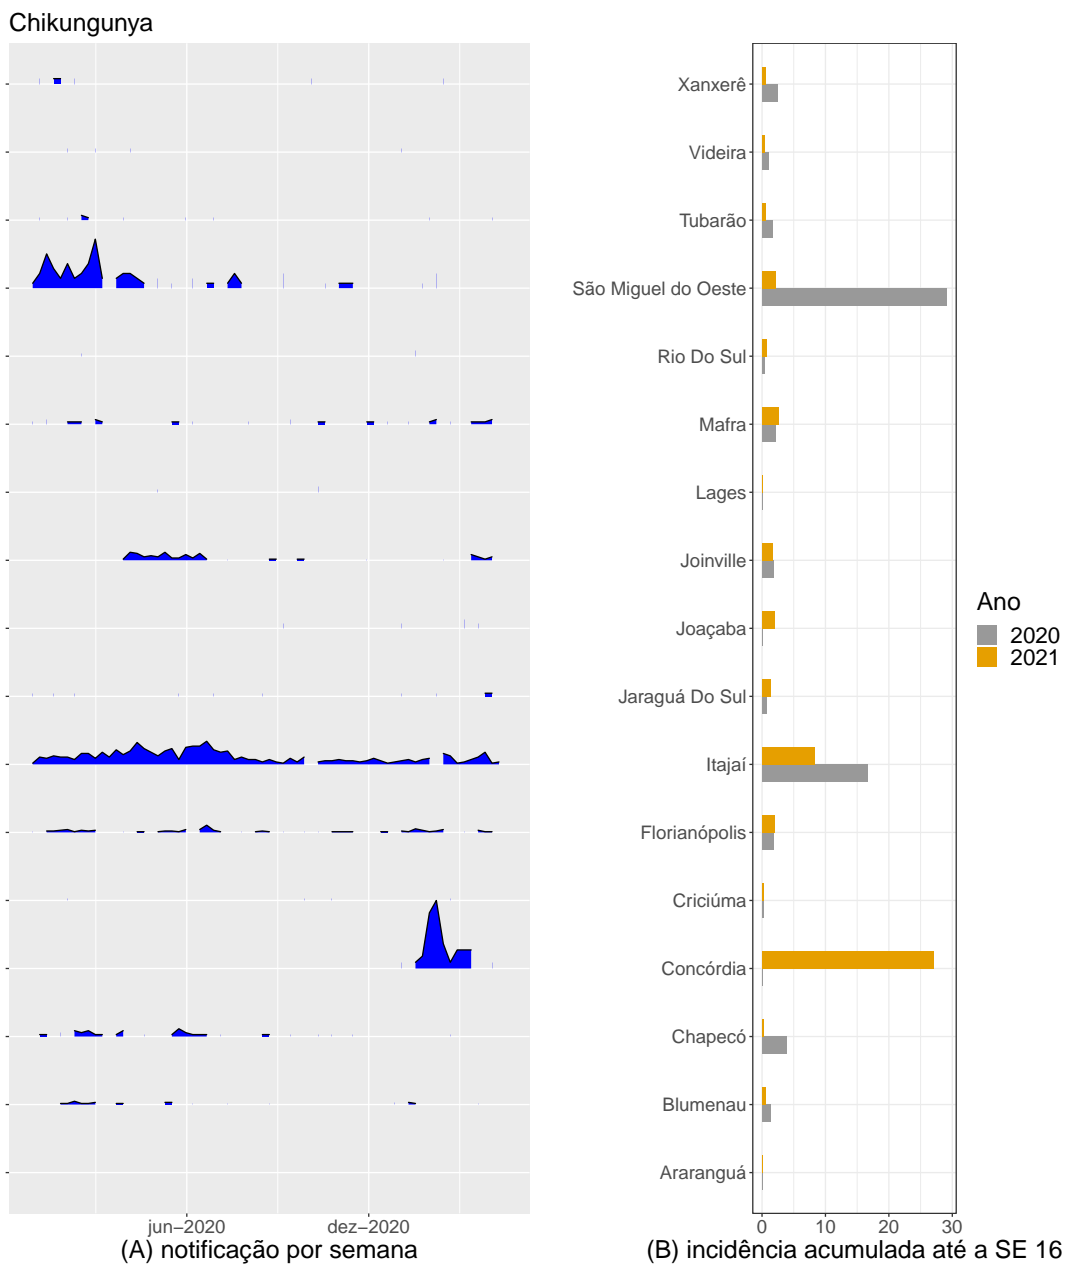 Chikungunya
Xanxerê
Videira
Tubarão
São Miguel do Oeste
Rio Do Sul
Mafra
Lages
Joinville
Joaçaba
Jaraguá Do Sul
Itajaí
Florianópolis
Criciúma
Concórdia
Chapecó
Blumenau
Araranguá
Ano
2020
2021
jun−2020 dez−2020
0 10 20 30
(A) notificação por semana
(B) incidência acumulada até a SE 16